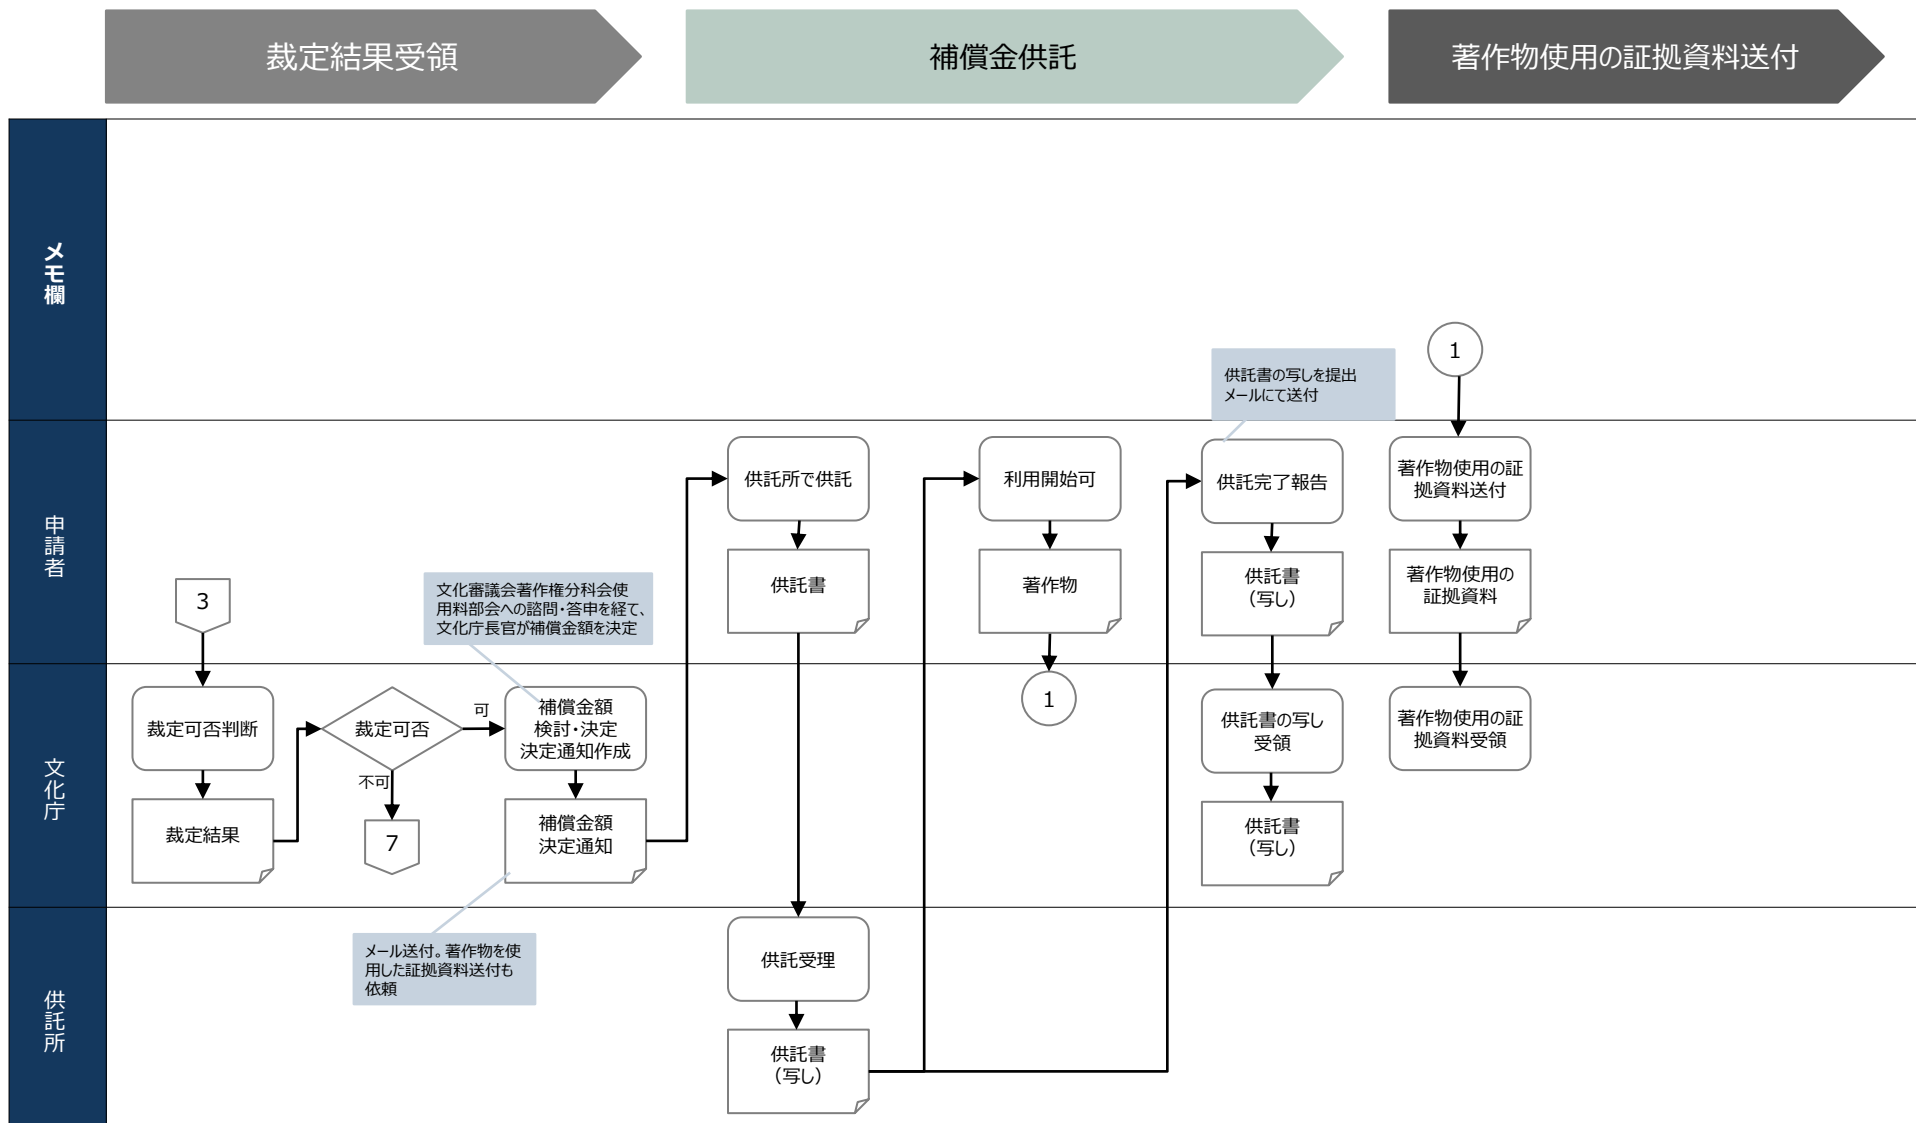 裁定結果受領
補償金供託
著作物使用の証拠資料送付
メモ欄
1
供託書の写しを提出
メールにて送付
申請者
3
文化審議会著作権分科会使
用料部会への諮問・答申を経て、
文化庁長官が補償金額を決定
供託所で供託
供託書
利用開始可
著作物
供託完了報告
供託書
（写し）
著作物使用の証
拠資料送付
著作物使用の
証拠資料
文化庁
裁定可否判断
裁定結果
裁定可否
可
不可
7
補償金額
検討・決定
決定通知作成
補償金額
決定通知
1
供託書の写し
受領
供託書
（写し）
著作物使用の証
拠資料受領
供託所
メール送付。著作物を使
用した証拠資料送付も
依頼
供託受理
供託書
（写し）